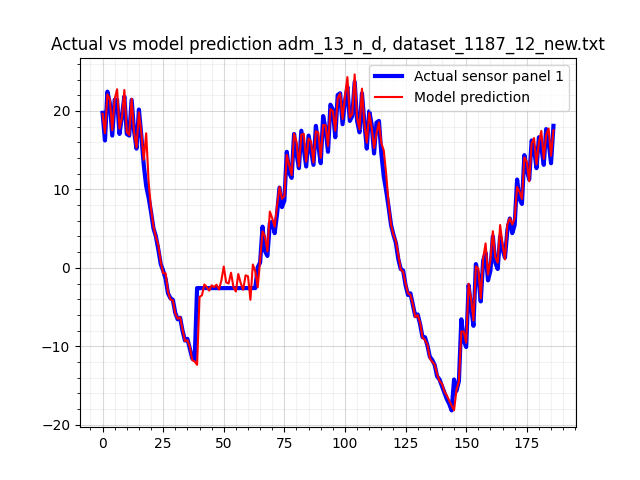 Actual vs model prediction adm_13_n_d, dataset_1187_12_new.txt
Actual sensor panel 1
Model prediction
20
10
0
−10
−20
0 25 50 75 100 125 150 175